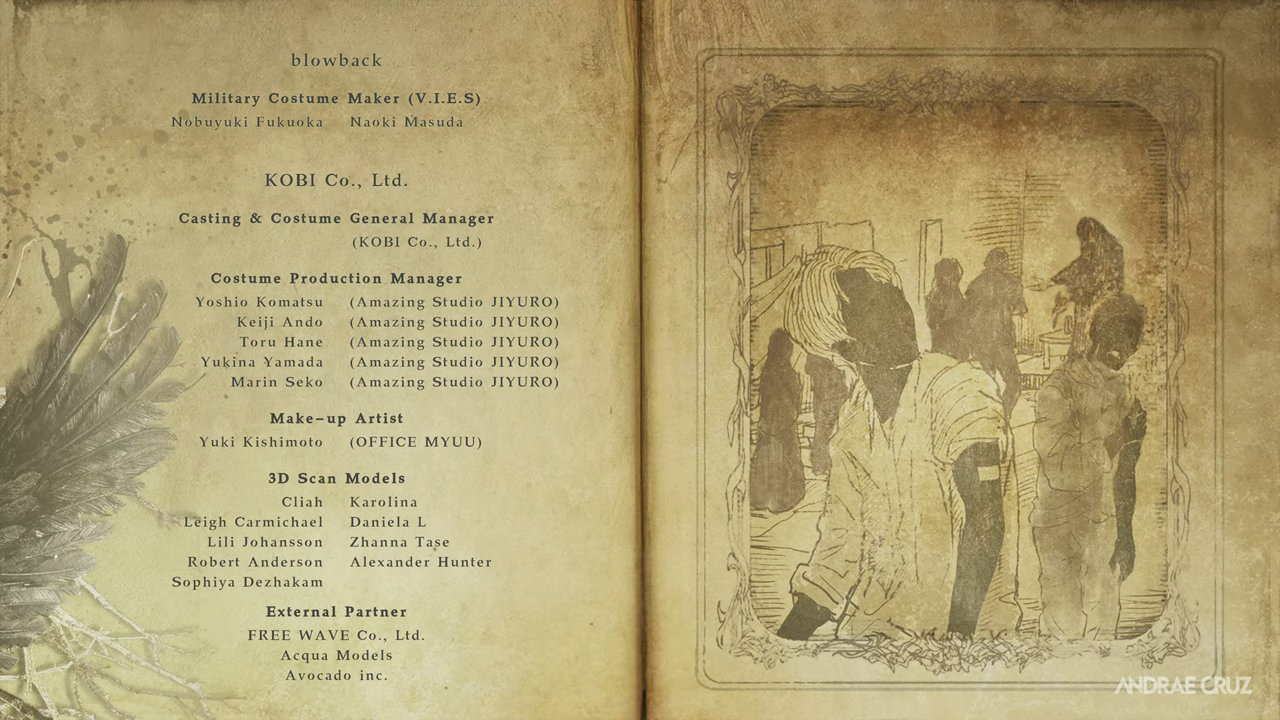 blowback
Military Costume Maker (V.I.E.S)
Nobuyuki Fukuoka Naoki Masuda
KOBI Co., Ltd.
Casting & Costume General Manager
(KOBI Co., Ltd.)
Costume Production Manager
Yoshio Komatsu (Amazing Studio JIYURO)
Keiji Ando (Amazing Studio JIYURO)
Toru Hane (Amazing Studio JIYURO)
Yukina Yamada (Amazing Studio JIYURO)
Marin Seko (Amazing Studio JIYURO)
Make-up Artist
Yuki Kishimoto (OFFICE MYUU)
3D Scan Models
Cliah Karolina
Leigh Carmichael Daniela L
Lili Johansson Zhanna Tase
Robert Anderson Alexander Hunter
Sophiya Dezhakam
External Partner
FREE WAVE Co., Ltd.
Acqua Models
Avocado inc.
ANDRAE CRUZ